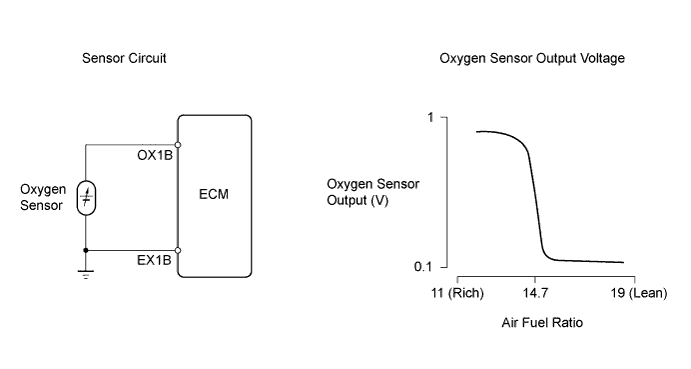 Sensor Circuit
OX1B
Oxygen
Sensor
ECM
EX1B
Oxygen Sensor Output Voltage
1
Oxygen Sensor
Output (V)
0.1
11 (Rich)
14.7
19 (Lean)
Air Fuel Ratio